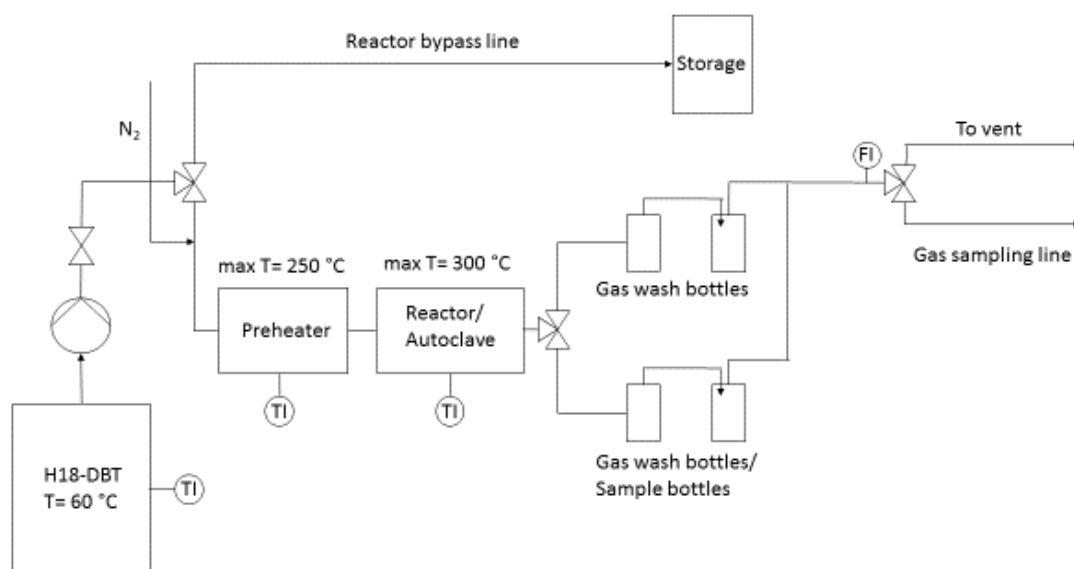 Reactor bypass line
Storage
N₂
To vent
FI
Gas sampling line
max T= 250 °C
max T= 300 °C
Gas wash bottles
Preheater
Reactor/
Autoclave
TI
TI
H18-DBT
T= 60 °C
TI
Gas wash bottles/
Sample bottles